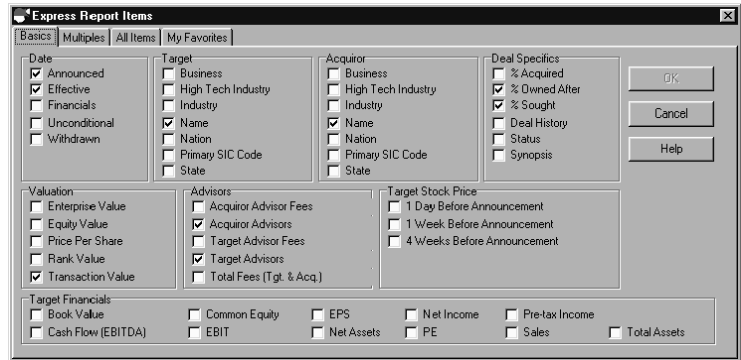 Express Report Items
Basics Multiples All Items My Favorites
Date
Announced
Effective
Financials
Unconditional
Withdrawn
Target
Business
High Tech Industry
Industry
Name
Nation
Primary SIC Code
State
Acquiror
Business
High Tech Industry
Industry
Name
Nation
Primary SIC Code
State
Deal Specifics
% Acquired
% Owned After
% Sought
Deal History
Status
Synopsis
OK
Cancel
Help
Valuation
Enterprise Value
Equity Value
Price Per Share
Rank Value
Transaction Value
Advisors
Acquiror Advisor Fees
Acquiror Advisors
Target Advisor Fees
Target Advisors
Total Fees (Tgt. & Acq.)
Target Stock Price
1 Day Before Announcement
1 Week Before Announcement
4 Weeks Before Announcement
Target Financials
Book Value Common Equity EPS Net Income Pre-tax Income
Cash Flow (EBITDA) EBIT Net Assets PE Sales Total Assets